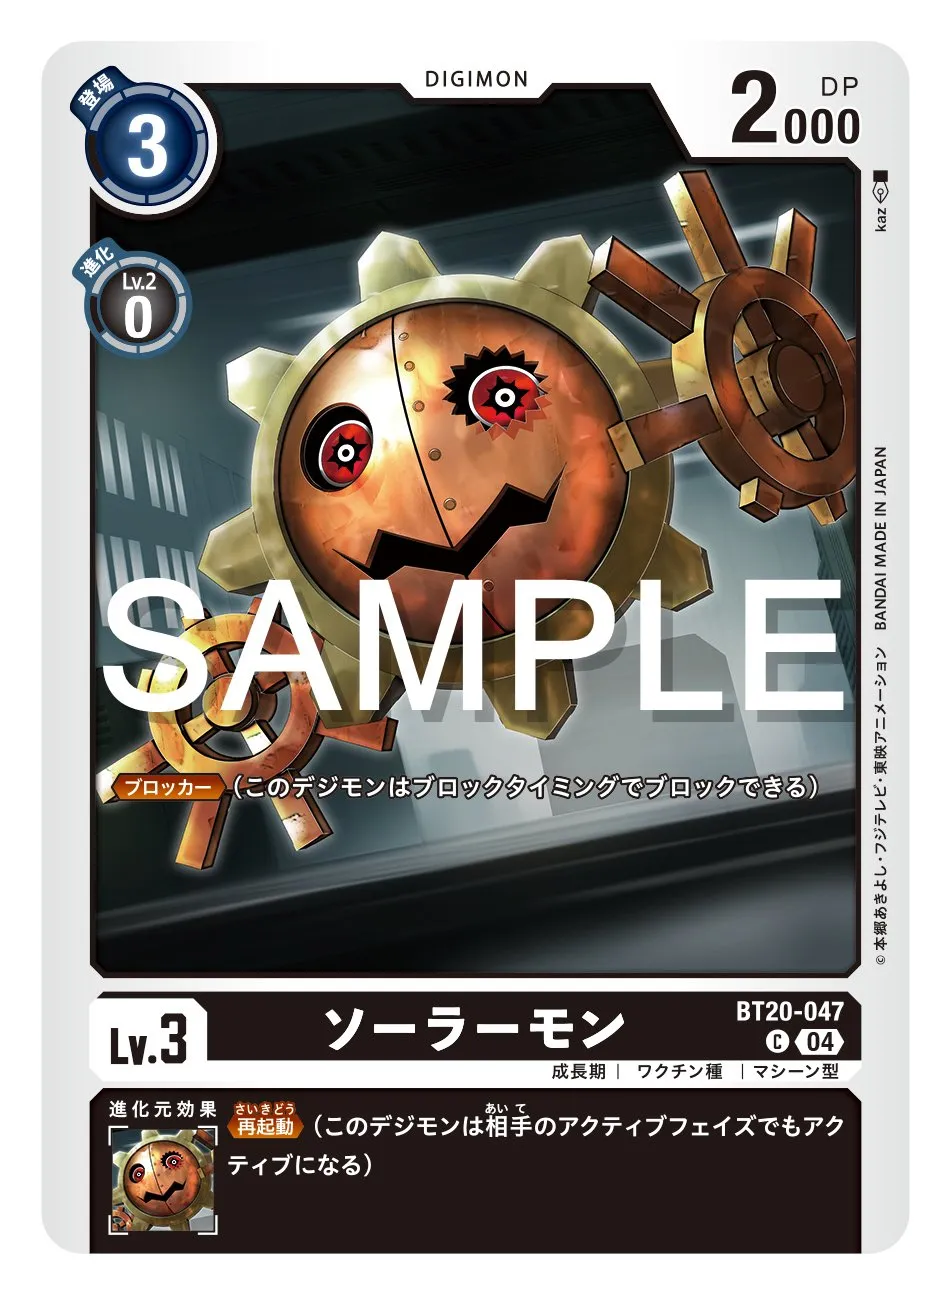 DIGIMON
登場
3
DP
2000
進化
Lv.2
0
kaz
SAMPLE
ブロッカー (このデジモンはブロックタイミングでブロックできる)
©本郷あきよし・フジテレビ・東映アニメーション BANDAI MADE IN JAPAN
Lv.3
ソーラーモン
BT20-047
C 04
成長期 | ワクチン種 | マシーン型
進化元効果
さいきどう
あいて
再起動 (このデジモンは相手のアクティブフェイズでもアク
ティブになる)